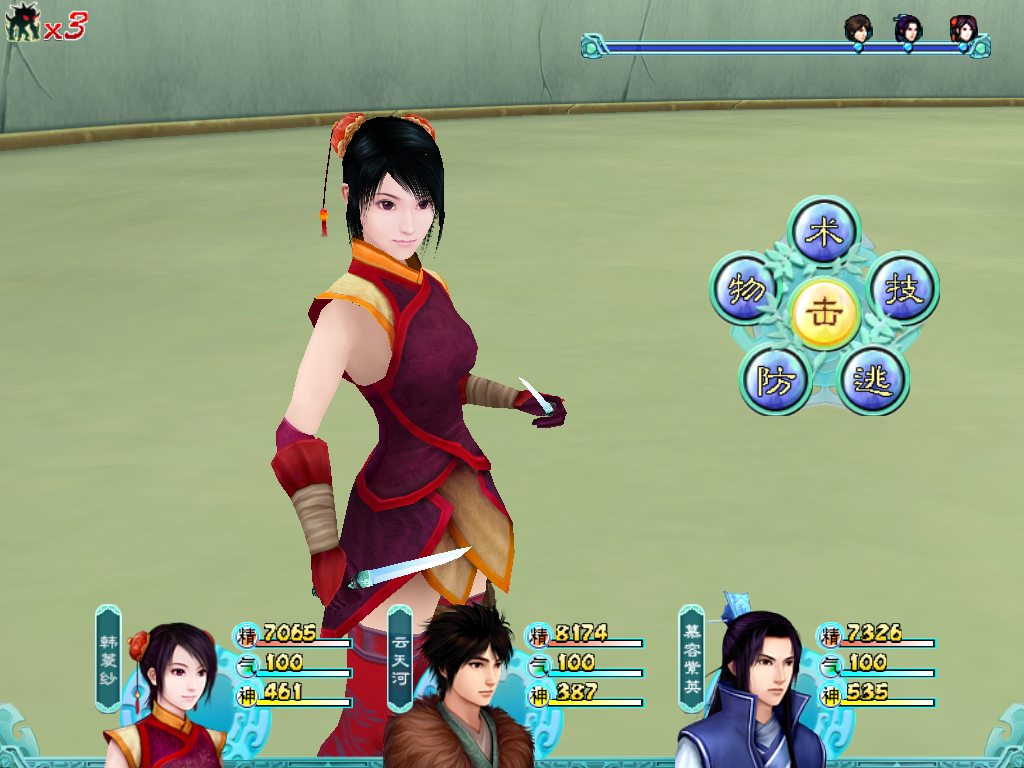 x3
术
物
技
击
防
逃
韩菱纱
精 7065
气 100
神 461
云天河
精 8174
气 100
神 387
慕容紫英
精 7326
气 100
神 535